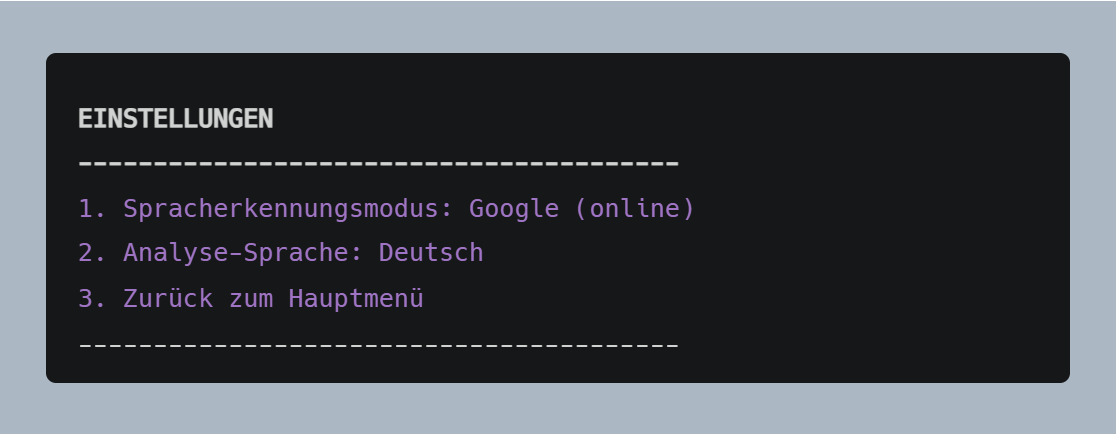 EINSTELLUNGEN
----------------------------------------
1. Spracherkennungsmodus: Google (online)
2. Analyse-Sprache: Deutsch
3. Zurück zum Hauptmenü
----------------------------------------